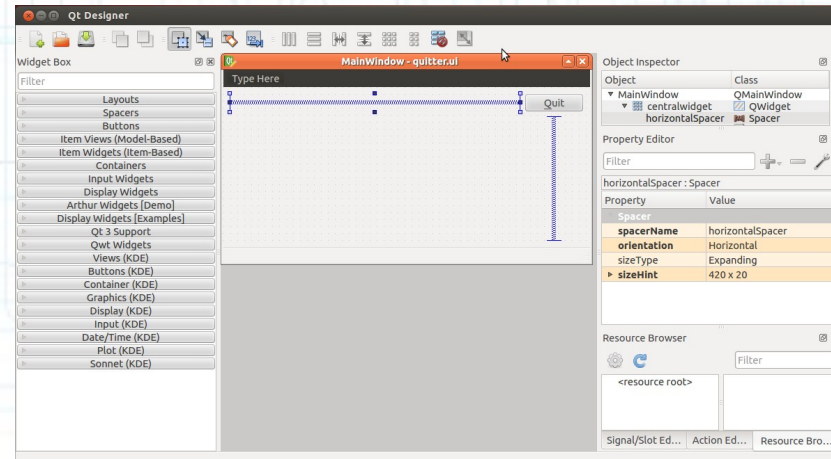 Qt Designer
Widget Box
Filter
Layouts
Spacers
Buttons
Item Views (Model-Based)
Item Widgets (Item-Based)
Containers
Input Widgets
Display Widgets
Arthur Widgets [Demo]
Display Widgets [Examples]
Qt 3 Support
Qwt Widgets
Views (KDE)
Buttons (KDE)
Container (KDE)
Graphics (KDE)
Display (KDE)
Input (KDE)
Date/Time (KDE)
Plot (KDE)
Sonnet (KDE)
MainWindow - quitter.ui
Type Here
Quit
Object Inspector
Object Class
MainWindow QMainWindow
centralwidget QWidget
horizontalSpacer Spacer
Property Editor
Filter
horizontalSpacer : Spacer
Property Value
Spacer
spacerName horizontalSpacer
orientation Horizontal
sizeType Expanding
sizeHint 420 x 20
Resource Browser
Filter
<resource root>
Signal/Slot Ed... Action Ed... Resource Bro...